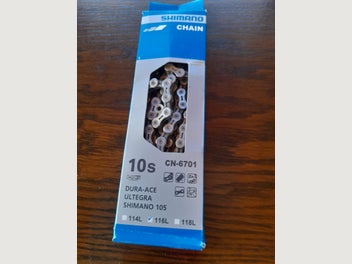 SHIMANO
CHAIN
10s
CN-6701
DURA-ACE
ULTEGRA
SHIMANO 105
114L 116L 118L